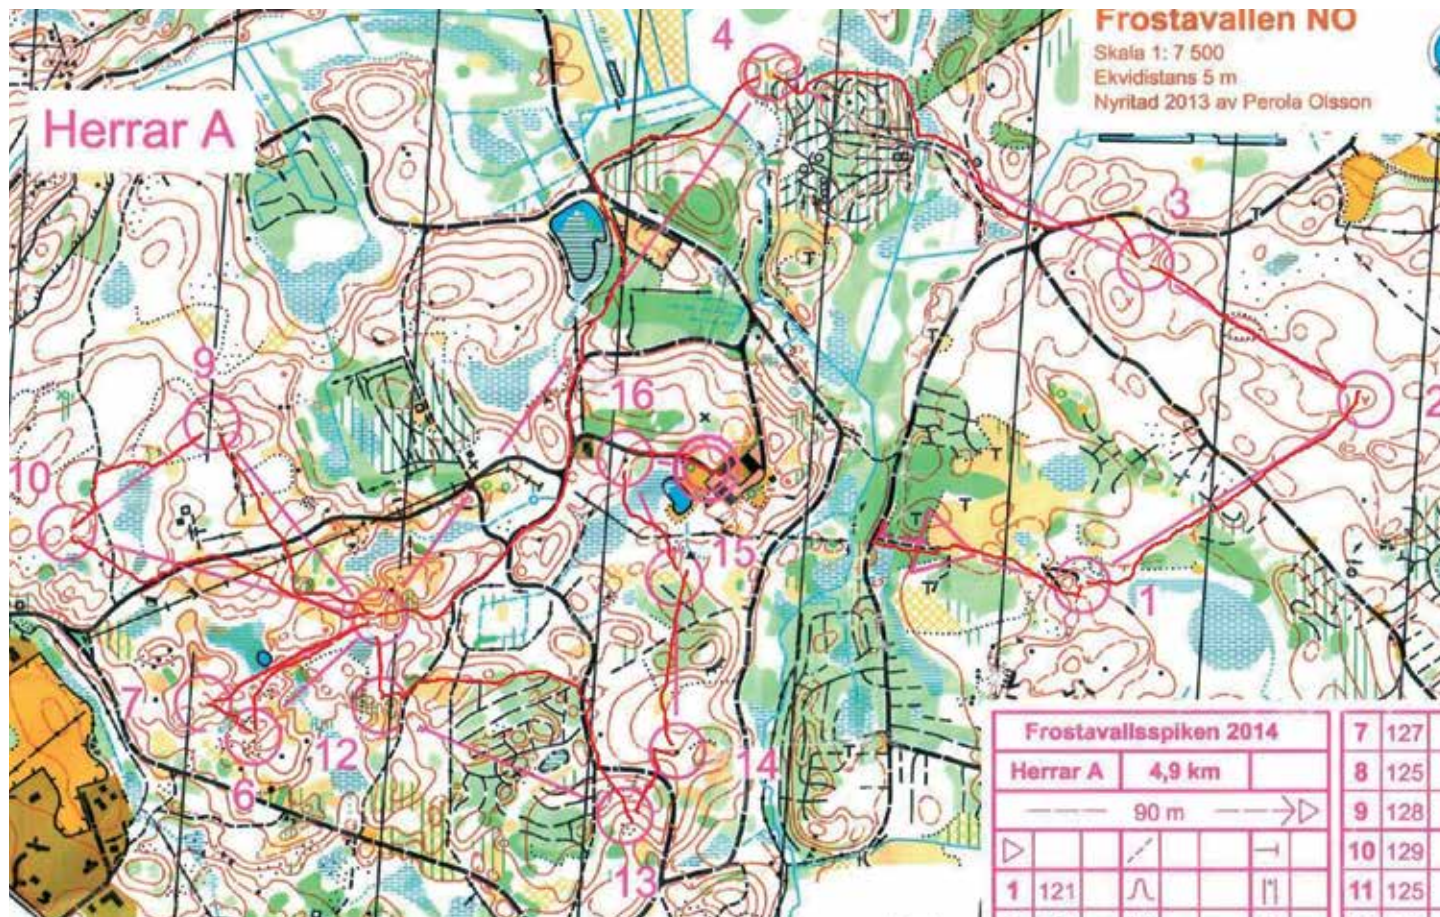 Frostavallen NO
Skala 1: 7 500
Ekvidistans 5 m
Nyritad 2013 av Perola Olsson
Herrar A
4
3
9
2
16
10
15
1
7
12
6
14
13
Frostavallsspiken 2014
Herrar A 4,9 km
90 m
1 121
7 127
8 125
9 128
10 129
11 125